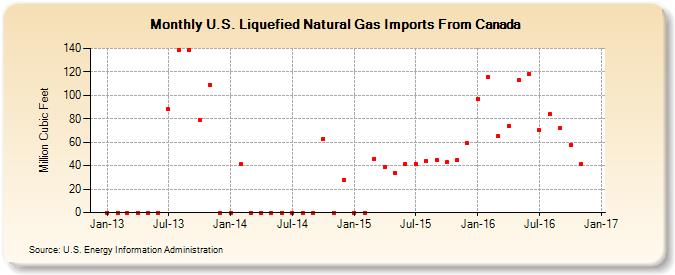 Monthly U.S. Liquefied Natural Gas Imports From Canada
Million Cubic Feet
140
120
100
80
60
40
20
0
Jan-13 Jul-13 Jan-14 Jul-14 Jan-15 Jul-15 Jan-16 Jul-16 Jan-17
Source: U.S. Energy Information Administration